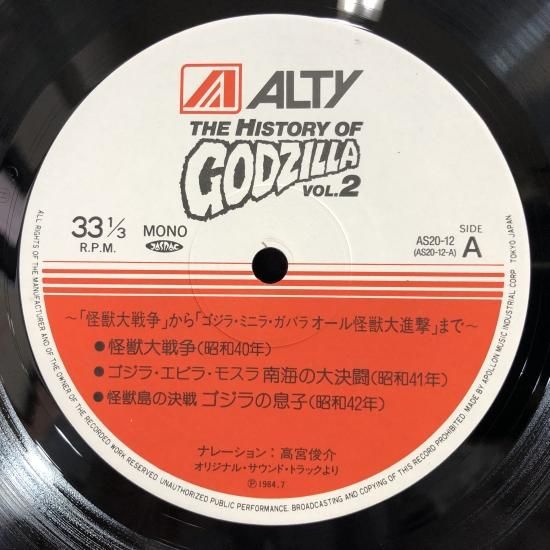 ALTY
THE HISTORY OF
GODZILLA
VOL.2
33 1/3
R.P.M.
MONO
JASRAC
SIDE
A
AS20-12
(AS20-12-A)
～「怪獣大戦争」から「ゴジラ・ミニラ・ガバラ オール怪獣大進撃」まで～
●怪獣大戦争(昭和40年)
●ゴジラ・エビラ・モスラ 南海の大決闘(昭和41年)
●怪獣島の決戦 ゴジラの息子(昭和42年)
ナレーション：高宮俊介
オリジナル・サウンド・トラックより
Ⓟ1984.7
ALL RIGHTS OF THE MANUFACTURER AND OF THE OWNER OF THE RECORDED WORK RESERVED UNAUTHORIZED PUBLIC PERFORMANCE. BROADCASTING AND COPYING OF THIS RECORD PROHIBITED. MADE BY APOLLON MUSIC INDUSTRIAL CORP. TOKYO JAPAN